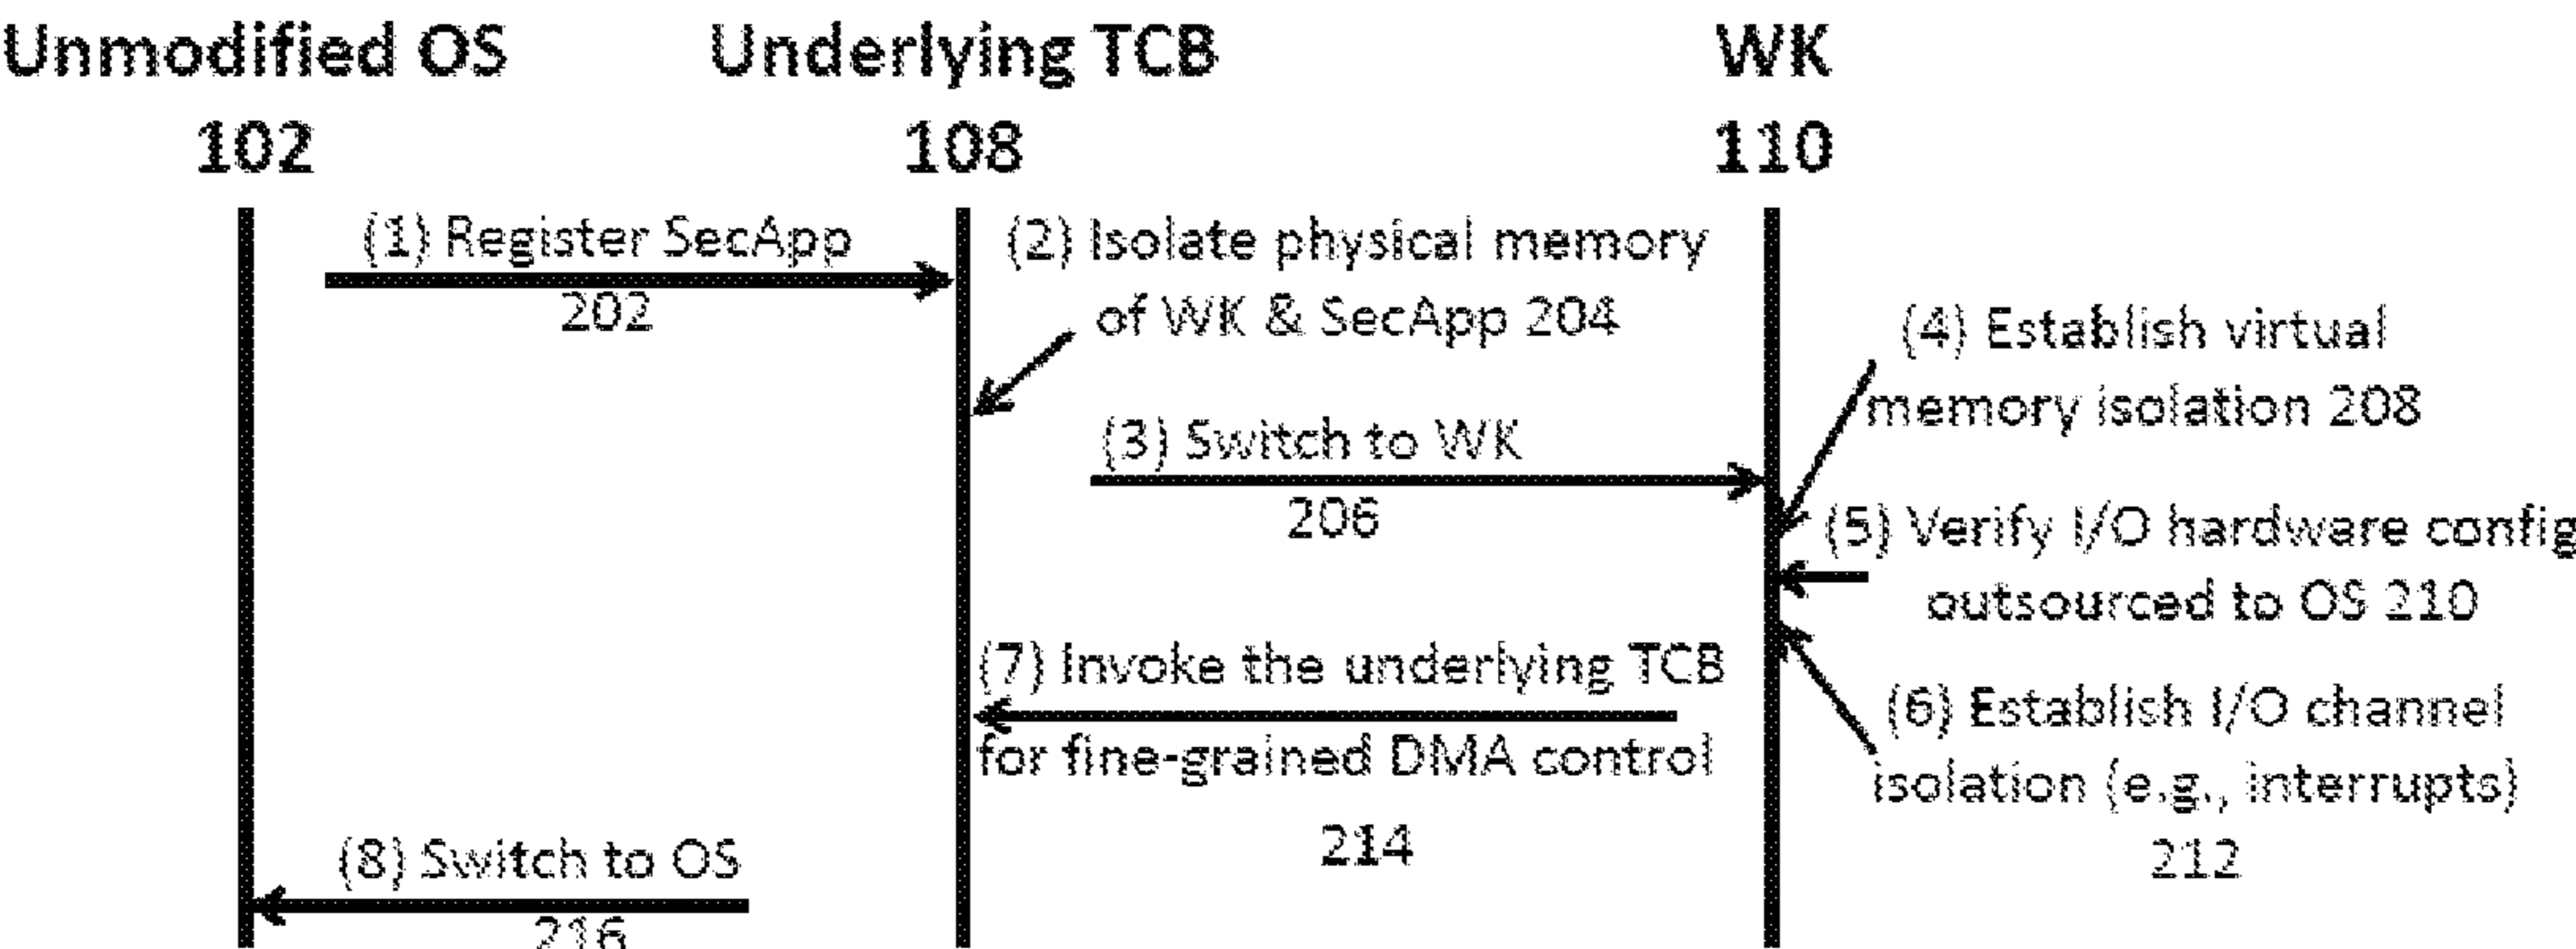 Unmodified OS
102
Underlying TCB
108
WK
110
(1) Register SecApp
202
(2) Isolate physical memory
of WK & SecApp 204
(3) Switch to WK
206
(4) Establish virtual
memory isolation 208
(5) Verify I/O hardware config
outsourced to OS 210
(6) Establish I/O channel
isolation (e.g., interrupts)
212
(7) Invoke the underlying TCB
for fine-grained DMA control
214
(8) Switch to OS
216